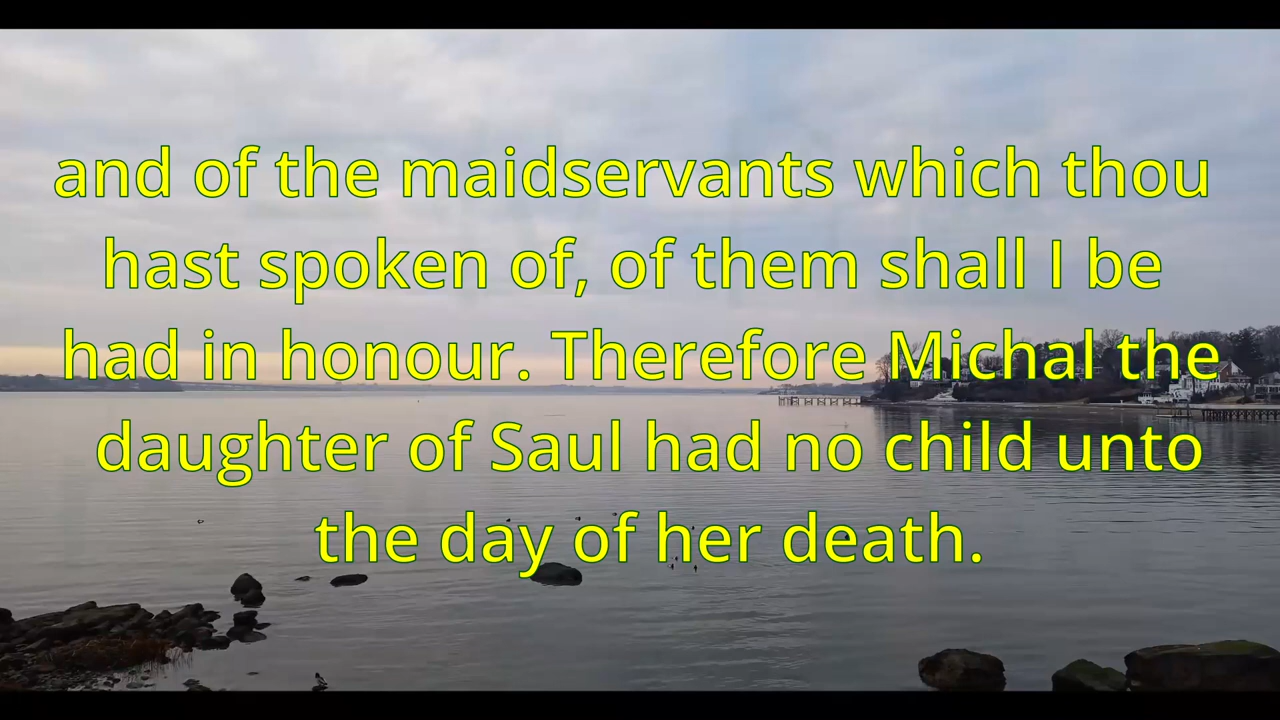 and of the maidservants which thou
hast spoken of, of them shall I be
had in honour. Therefore Michal the
daughter of Saul had no child unto
the day of her death.